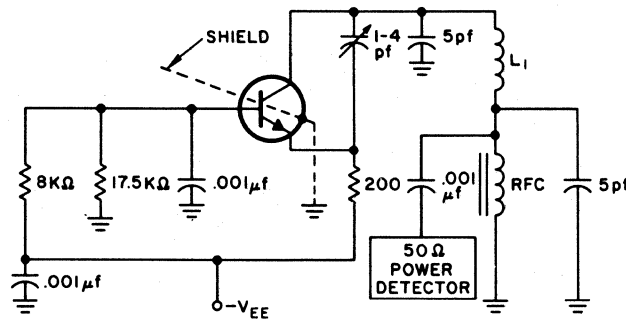 SHIELD
1-4
pf
5pf
L1
8KΩ
17.5KΩ
.001μf
200
.001
μf
RFC
5pf
50Ω
POWER
DETECTOR
.001μf
-VEE